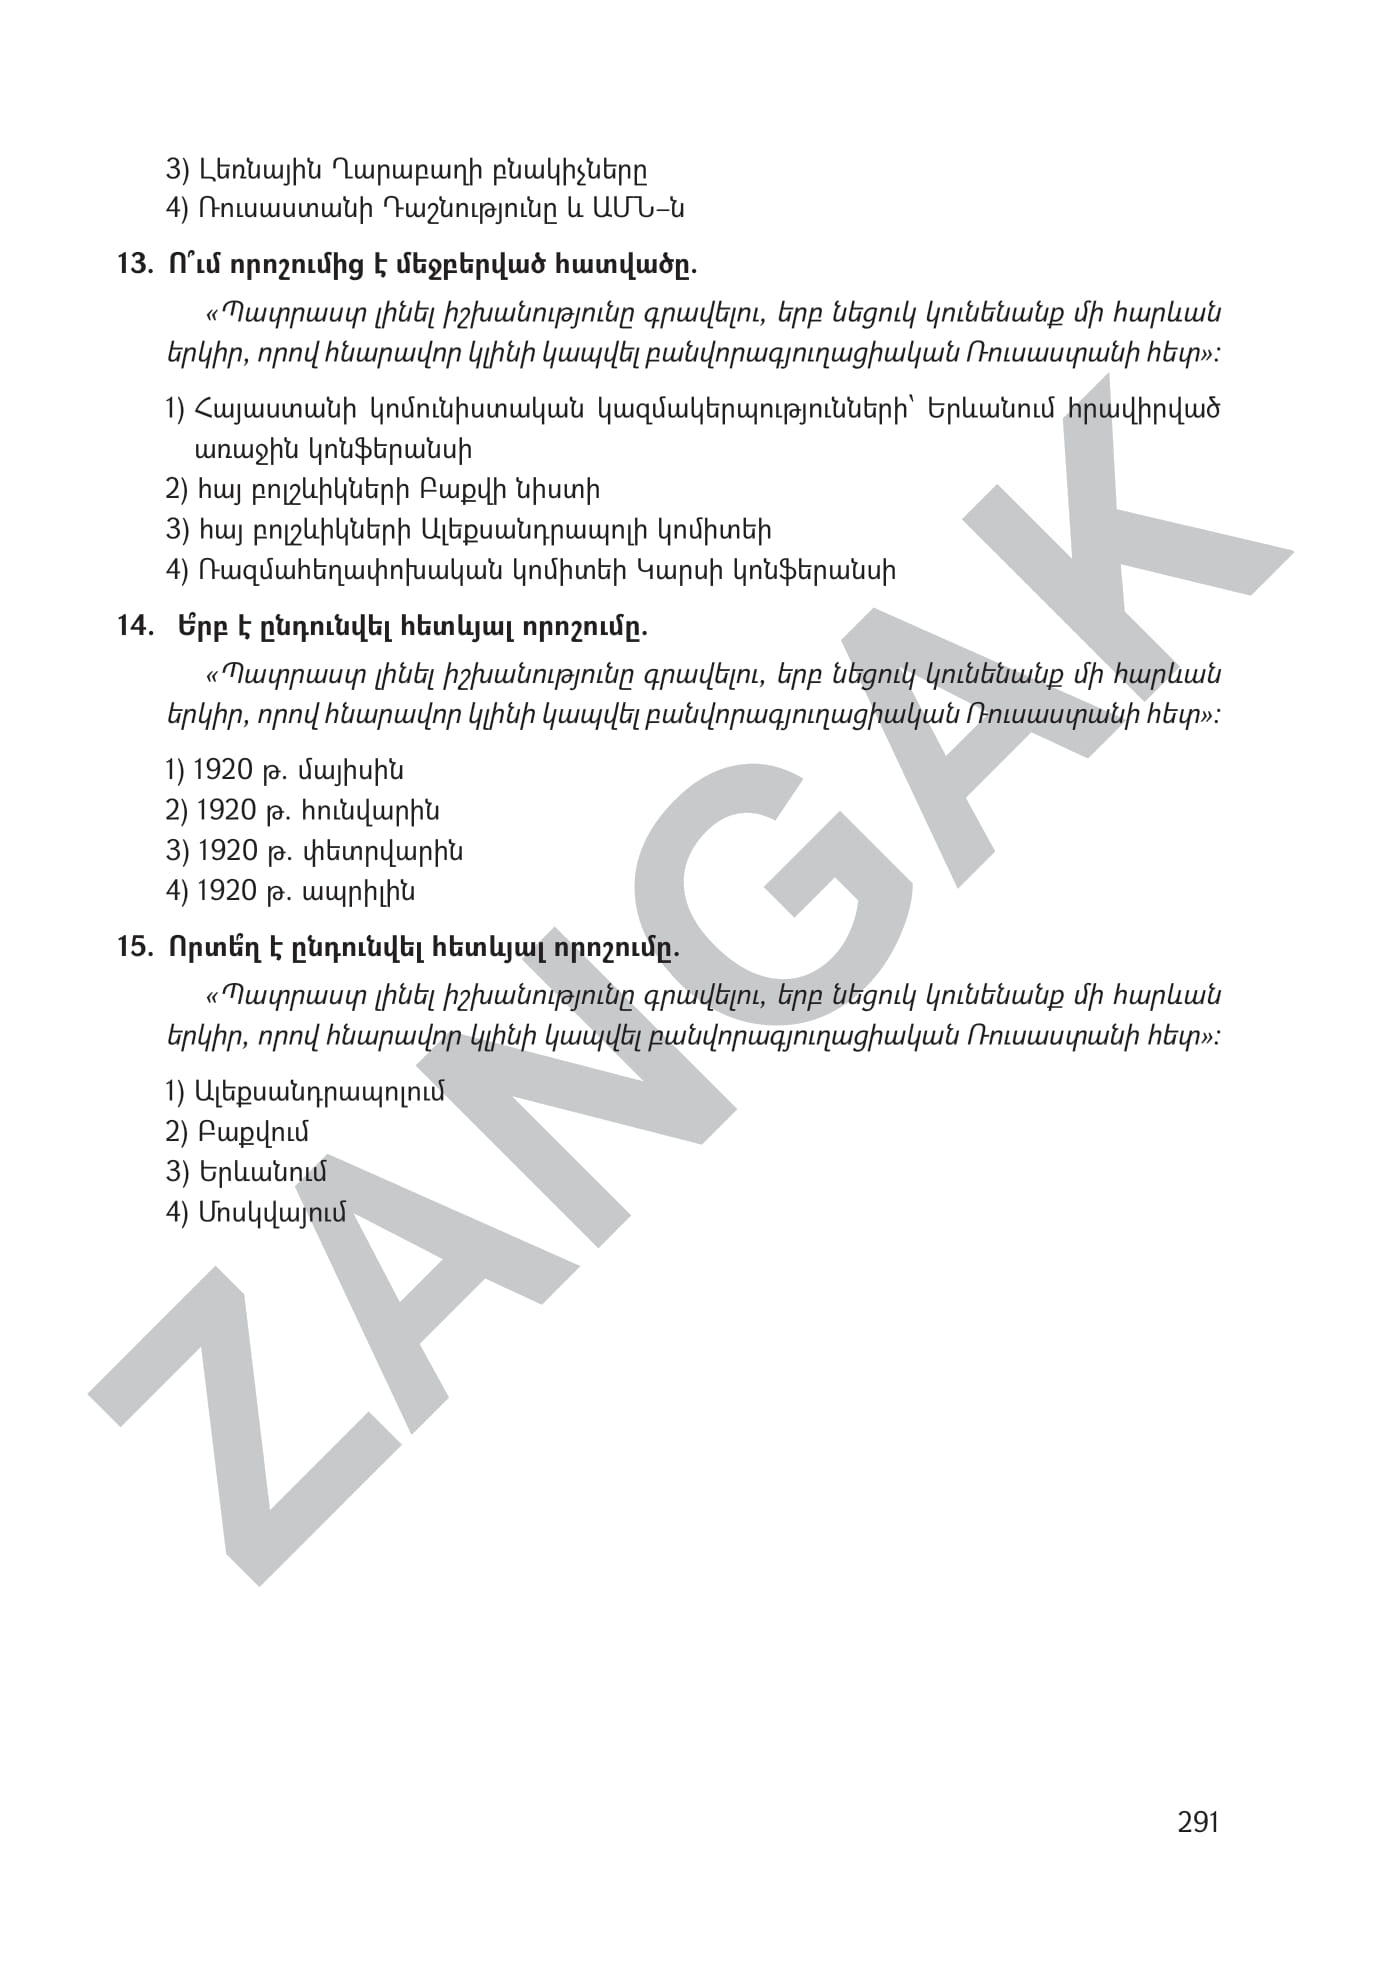 3) Լեռնային Ղարաբաղի բնակիչները
4) Ռուսաստանի Դաշնությունը և ԱՄՆ–ն
13. Ո՞ւմ որոշումից է մեջբերված հատվածը.
«Պատրաստ լինել իշխանությունը գրավելու, երբ նեցուկ կունենանք մի հարևան
երկիր, որով հնարավոր կլինի կապվել բանվորագյուղացիական Ռուսաստանի հետ»:
1) Հայաստանի կոմունիստական կազմակերպությունների՝ Երևանում հրավիրված
առաջին կոնֆերանսի
2) հայ բոլշևիկների Բաքվի նիստի
3) հայ բոլշևիկների Ալեքսանդրապոլի կոմիտեի
4) Ռազմահեղափոխական կոմիտեի Կարսի կոնֆերանսի
14. Ե՞րբ է ընդունվել հետևյալ որոշումը.
«Պատրաստ լինել իշխանությունը գրավելու, երբ նեցուկ կունենանք մի հարևան
երկիր, որով հնարավոր կլինի կապվել բանվորագյուղացիական Ռուսաստանի հետ»:
1) 1920 թ. մայիսին
2) 1920 թ. հունվարին
3) 1920 թ. փետրվարին
4) 1920 թ. ապրիլին
15. Որտե՞ղ է ընդունվել հետևյալ որոշումը.
«Պատրաստ լինել իշխանությունը գրավելու, երբ նեցուկ կունենանք մի հարևան
երկիր, որով հնարավոր կլինի կապվել բանվորագյուղացիական Ռուսաստանի հետ»:
1) Ալեքսանդրապոլում
2) Բաքվում
3) Երևանում
4) Մոսկվայում
ZANGAK
291